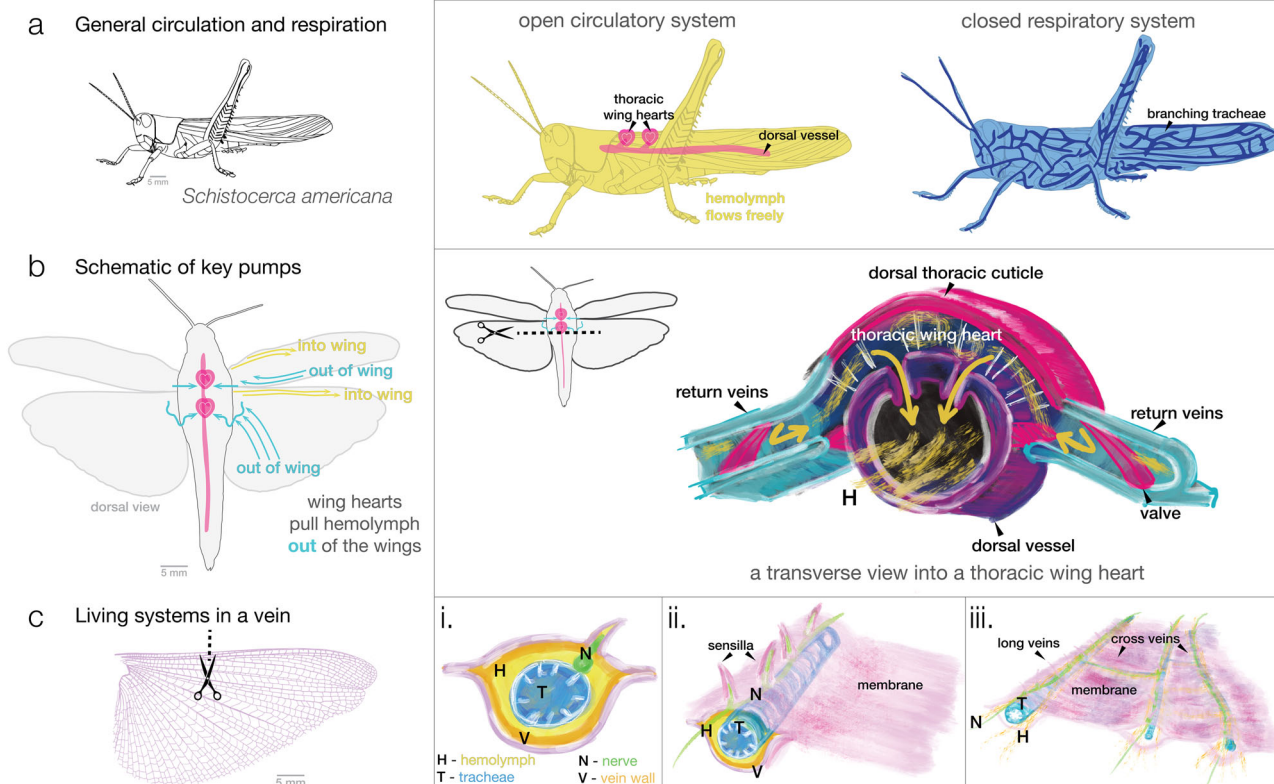 a General circulation and respiration
5 mm
Schistocerca americana
open circulatory system
thoracic
wing hearts
dorsal vessel
hemolymph
flows freely
closed respiratory system
branching tracheae
b Schematic of key pumps
into wing
out of wing
into wing
out of wing
dorsal view
wing hearts
pull hemolymph
out of the wings
5 mm
dorsal thoracic cuticle
thoracic wing heart
return veins
return veins
H
valve
dorsal vessel
a transverse view into a thoracic wing heart
c Living systems in a vein
5 mm
i.
N
H
T
V
H - hemolymph N - nerve
T - tracheae V - vein wall
ii.
sensilla
N
membrane
H T
V
iii.
long veins
cross veins
membrane
T
N
H